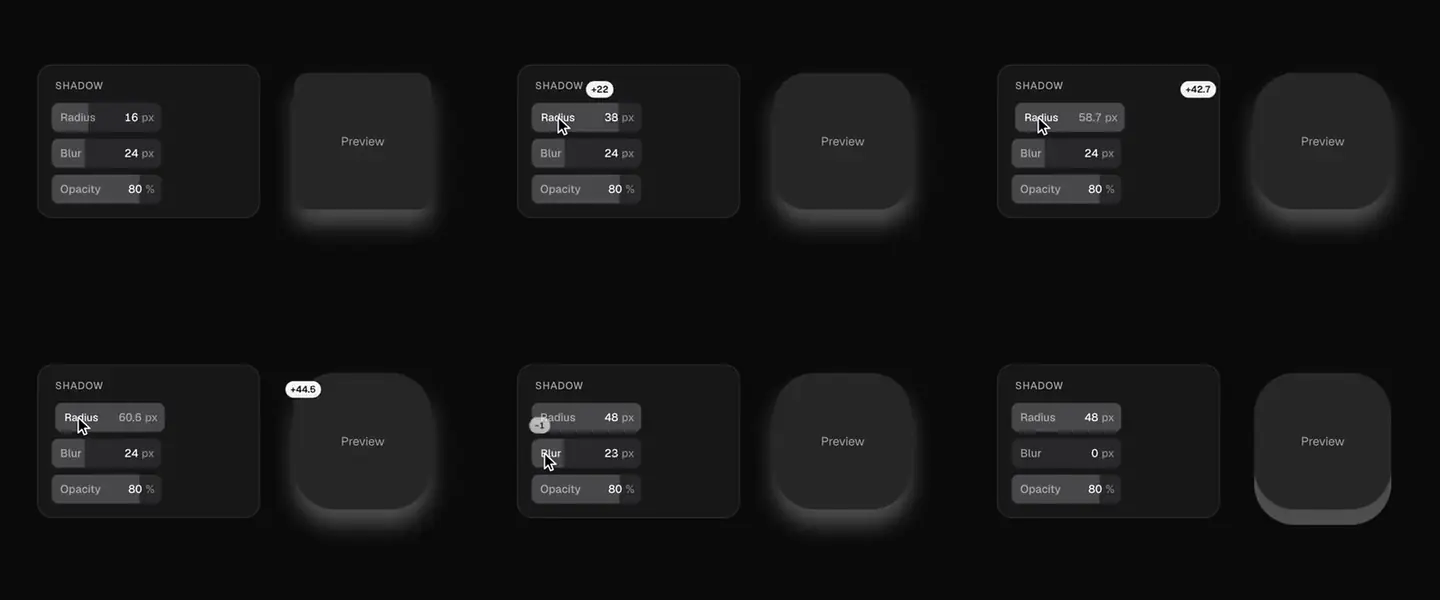 SHADOW
Radius 16 px
Blur 24 px
Opacity 80 %
Preview
SHADOW +22
Radius 38 px
Blur 24 px
Opacity 80 %
Preview
SHADOW +42.7
Radius 58.7 px
Blur 24 px
Opacity 80 %
Preview
SHADOW +44.5
Radius 60.6 px
Blur 24 px
Opacity 80 %
Preview
SHADOW
Radius 48 px
-1
Blur 23 px
Opacity 80 %
Preview
SHADOW
Radius 48 px
Blur 0 px
Opacity 80 %
Preview